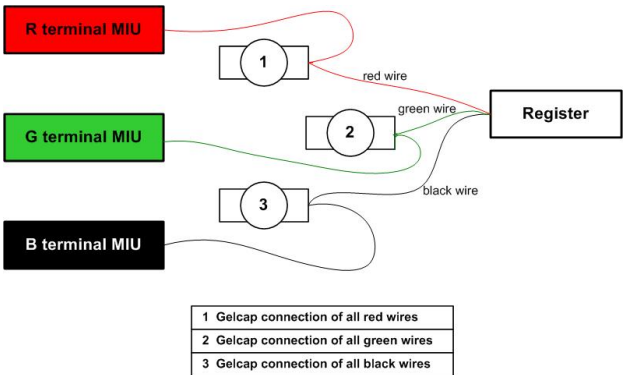 R terminal MIU
1
red wire
green wire
Register
G terminal MIU
2
black wire
3
B terminal MIU
1 Gelcap connection of all red wires
2 Gelcap connection of all green wires
3 Gelcap connection of all black wires